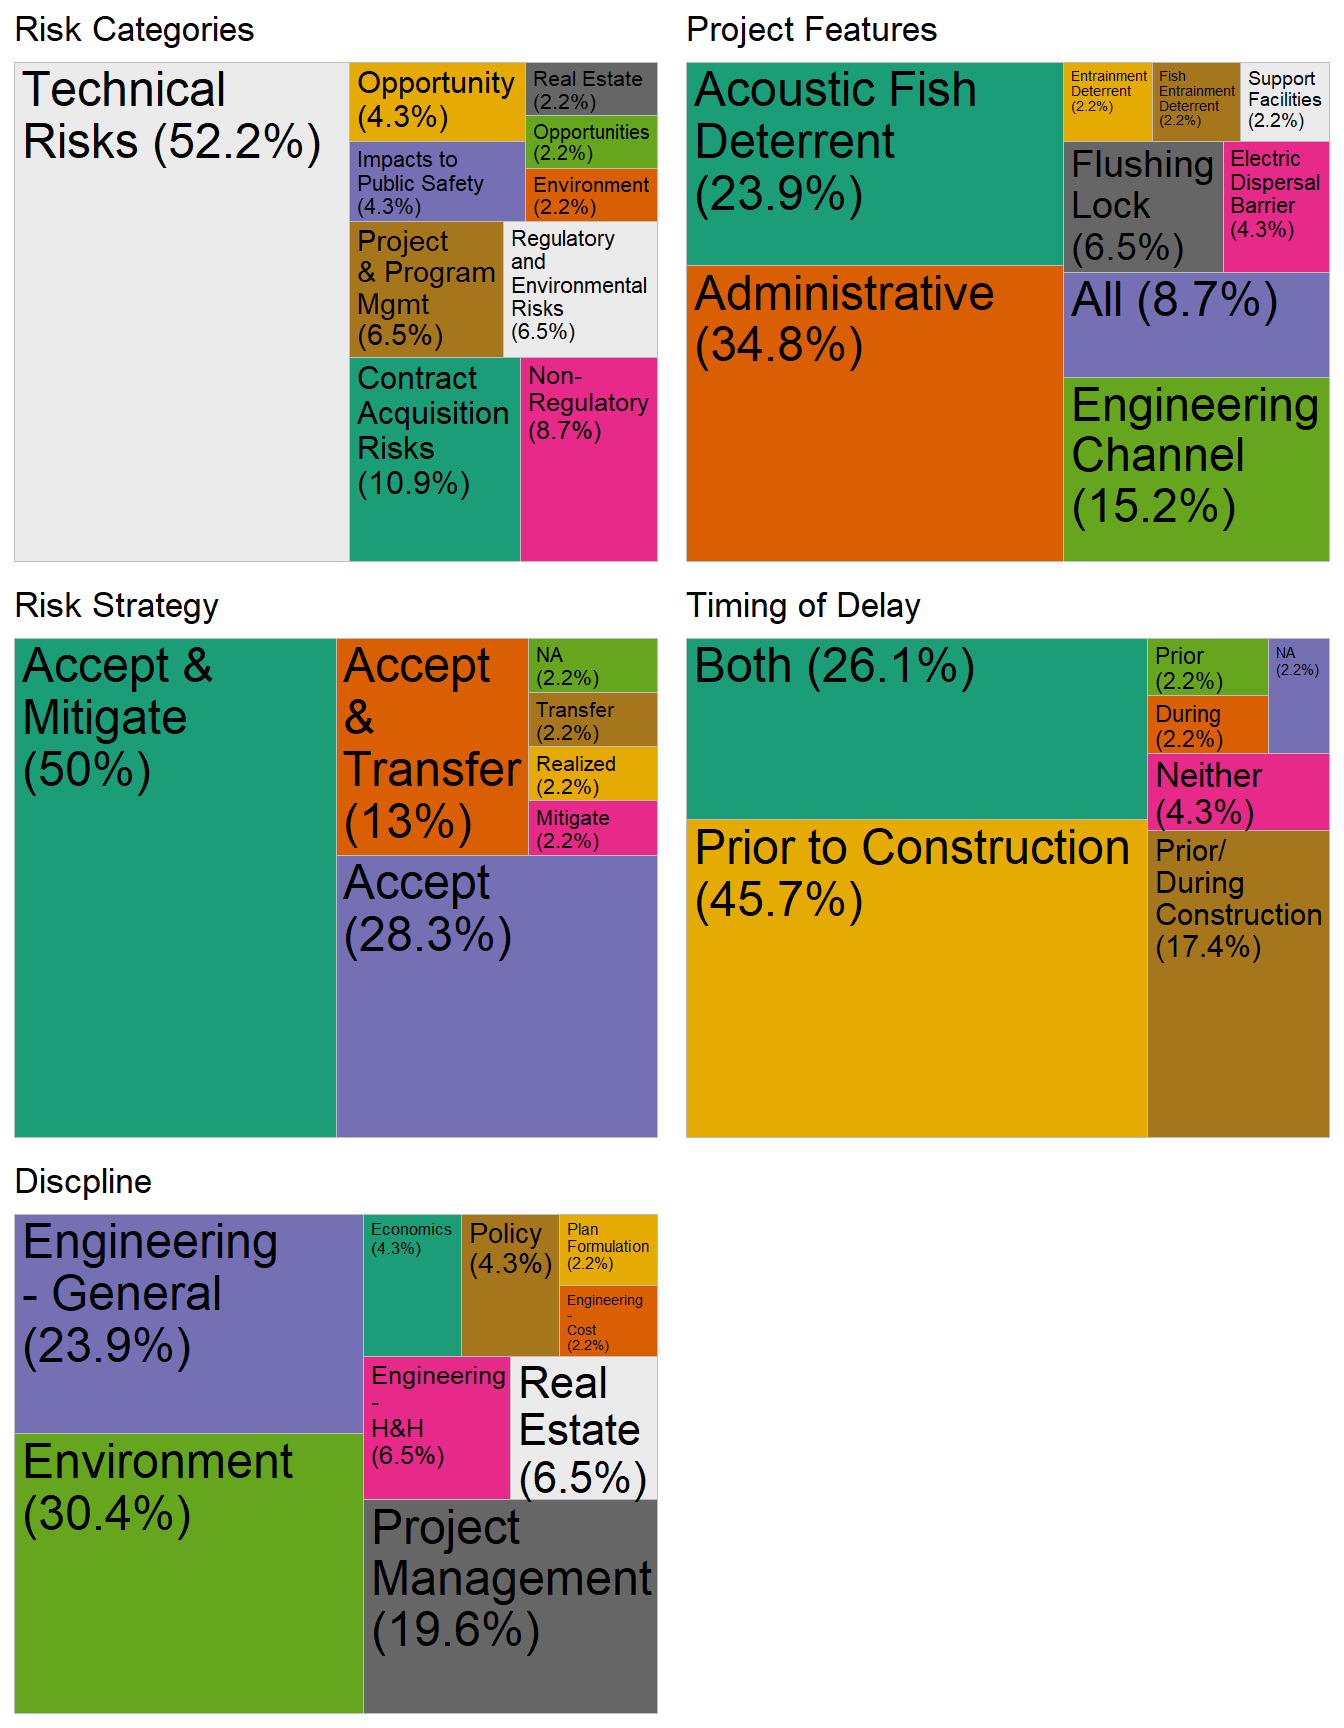 Risk Categories
Technical
Risks (52.2%)
Opportunity
(4.3%)
Real Estate
(2.2%)
Opportunities
(2.2%)
Impacts to
Public Safety
(4.3%)
Environment
(2.2%)
Project
& Program
Mgmt
(6.5%)
Regulatory
and
Environmental
Risks
(6.5%)
Contract
Acquisition
Risks
(10.9%)
Non-
Regulatory
(8.7%)
Project Features
Acoustic Fish
Deterrent
(23.9%)
Entrainment
Deterrent
(2.2%)
Fish
Entrainment
Deterrent
(2.2%)
Support
Facilities
(2.2%)
Flushing
Lock
(6.5%)
Electric
Dispersal
Barrier
(4.3%)
Administrative
(34.8%)
All (8.7%)
Engineering
Channel
(15.2%)
Risk Strategy
Accept &
Mitigate
(50%)
Accept
&
Transfer
(13%)
NA
(2.2%)
Transfer
(2.2%)
Realized
(2.2%)
Mitigate
(2.2%)
Accept
(28.3%)
Timing of Delay
Both (26.1%)
Prior
(2.2%)
NA
(2.2%)
During
(2.2%)
Neither
(4.3%)
Prior to Construction
(45.7%)
Prior/
During
Construction
(17.4%)
Discpline
Engineering
- General
(23.9%)
Economics
(4.3%)
Policy
(4.3%)
Plan
Formulation
(2.2%)
Engineering
-
Cost
(2.2%)
Engineering
-
H&H
(6.5%)
Real
Estate
(6.5%)
Environment
(30.4%)
Project
Management
(19.6%)